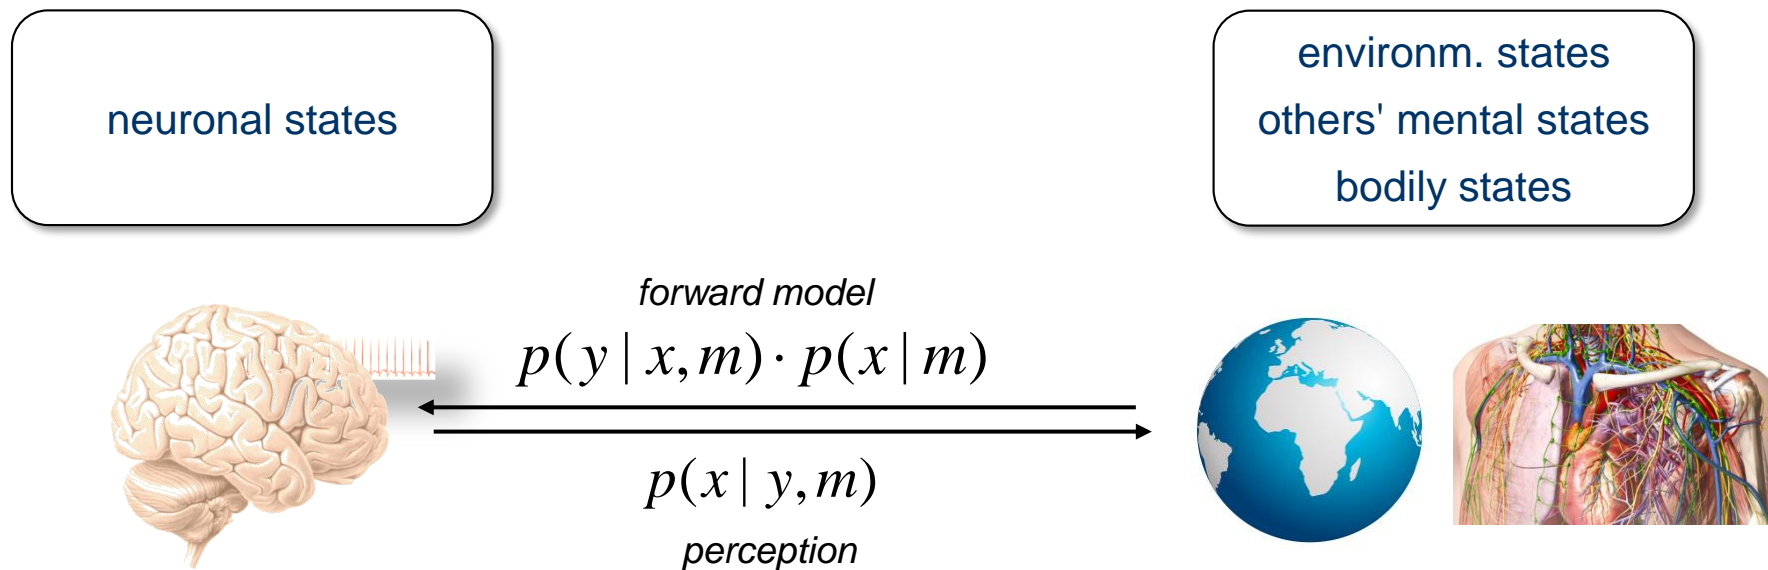 neuronal states
environm. states
others' mental states
bodily states
forward model
p(y | x,m) · p(x | m)
p(x | y,m)
perception